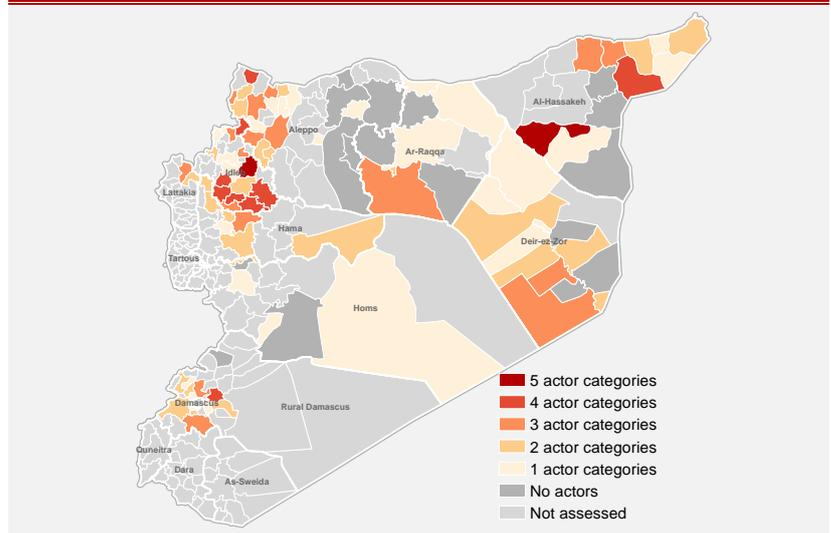 Al-Hassakeh
Aleppo
Ar-Raqqa
Lattakia
Hama
Deir-ez-Zor
Tartous
Homs
5 actor categories
4 actor categories
Damascus
Rural Damascus
3 actor categories
2 actor categories
Quneitra
1 actor categories
Dara
As-Sweida
No actors
Not assessed